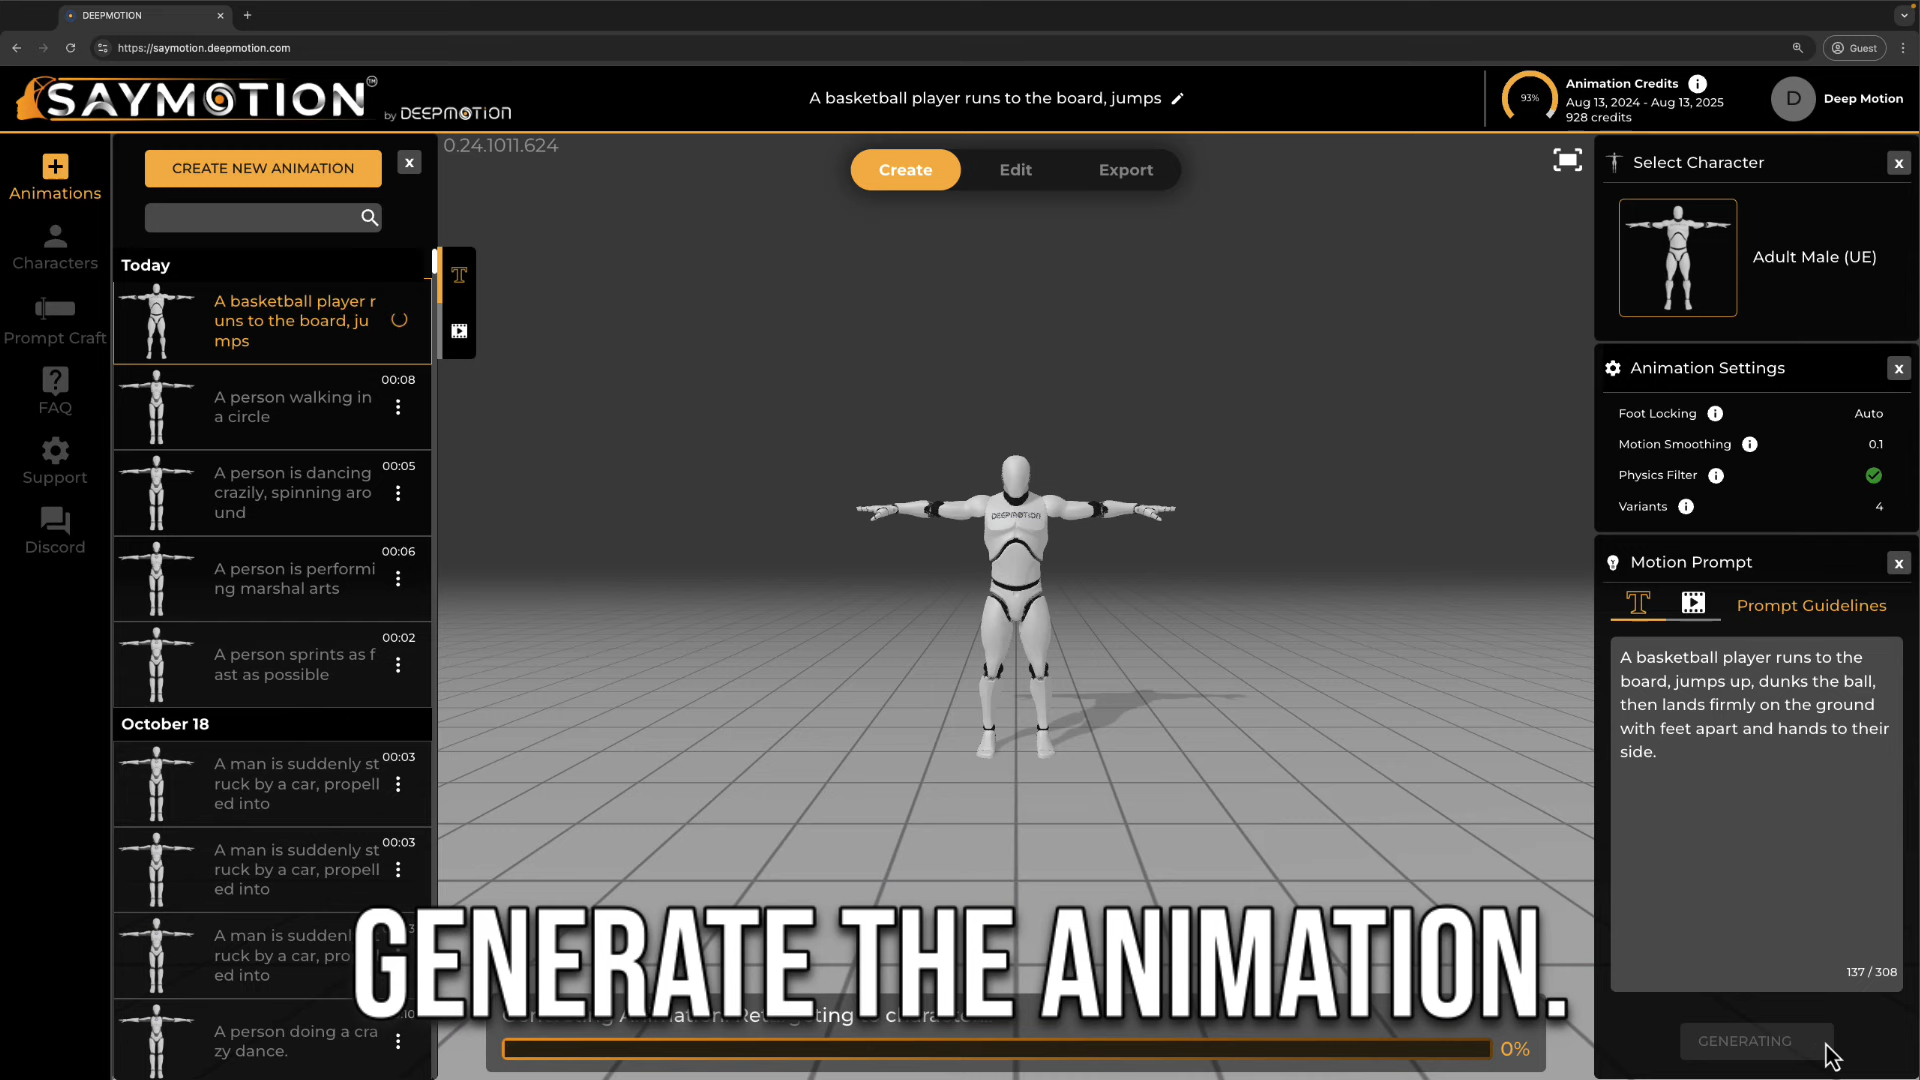 DEEPMOTION
https://saymotion.deepmotion.com
Guest
SAYMOTION™
by DEEPMOTION
A basketball player runs to the board, jumps
93%
Animation Credits
Aug 13, 2024 - Aug 13, 2025
928 credits
D
Deep Motion
Animations
Characters
Prompt Craft
FAQ
Support
Discord
CREATE NEW ANIMATION
x
Today
A basketball player r
uns to the board, ju
mps
A person walking in
a circle
00:08
A person is dancing
crazily, spinning aro
und
00:05
A person is performi
ng marshal arts
00:06
A person sprints as f
ast as possible
00:02
October 18
A man is suddenly st
ruck by a car, propell
ed into
00:03
A man is suddenly st
ruck by a car, propell
ed into
00:03
A man is sudden
ruck by a car, pro
ed into
A person doing a cra
zy dance.
0.24.1011.624
Create
Edit
Export
DEEPMOTION
GENERATE THE ANIMATION.
0%
Select Character
x
Adult Male (UE)
Animation Settings
x
Foot Locking
Auto
Motion Smoothing
0.1
Physics Filter
Variants
4
Motion Prompt
x
T
Prompt Guidelines
A basketball player runs to the
board, jumps up, dunks the ball,
then lands firmly on the ground
with feet apart and hands to their
side.
137 / 308
GENERATING